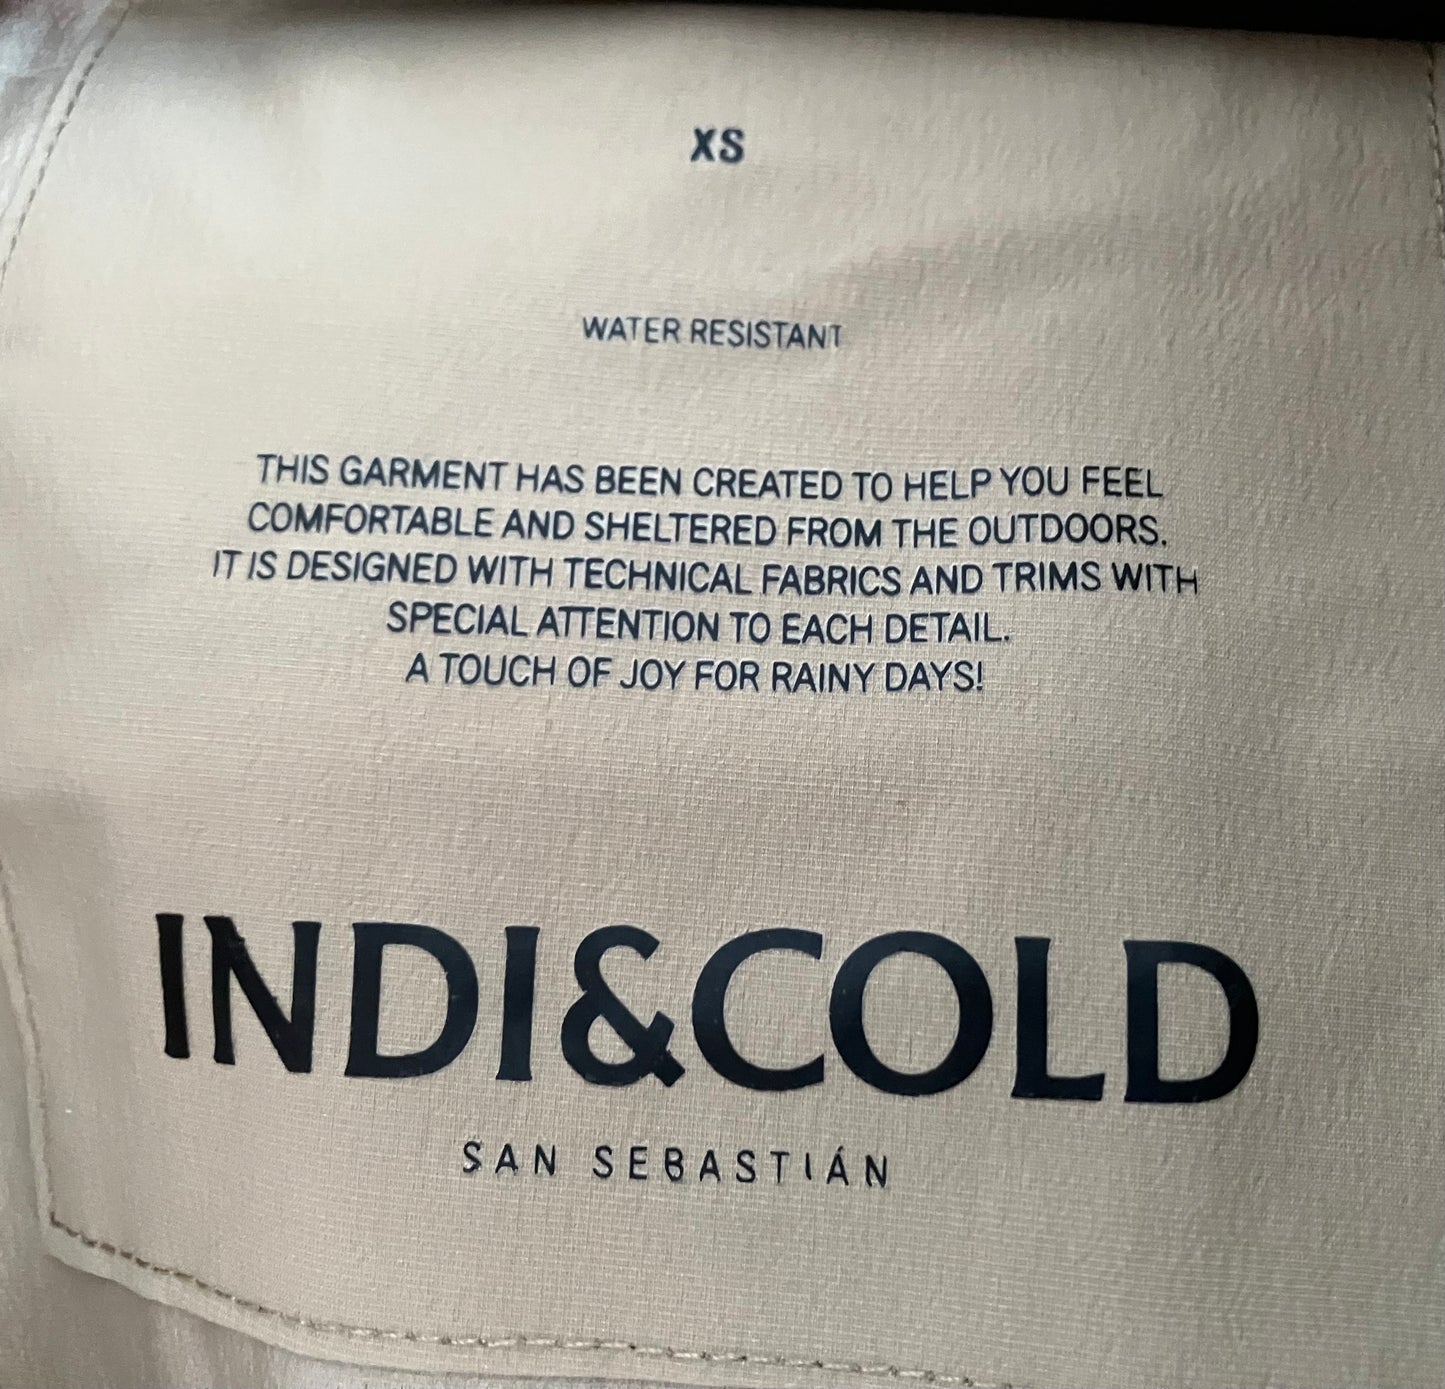 XS
WATER RESISTANT
THIS GARMENT HAS BEEN CREATED TO HELP YOU FEEL
COMFORTABLE AND SHELTERED FROM THE OUTDOORS.
IT IS DESIGNED WITH TECHNICAL FABRICS AND TRIMS WITH
SPECIAL ATTENTION TO EACH DETAIL.
A TOUCH OF JOY FOR RAINY DAYS!
INDI&COLD
SAN SEBASTIÁN